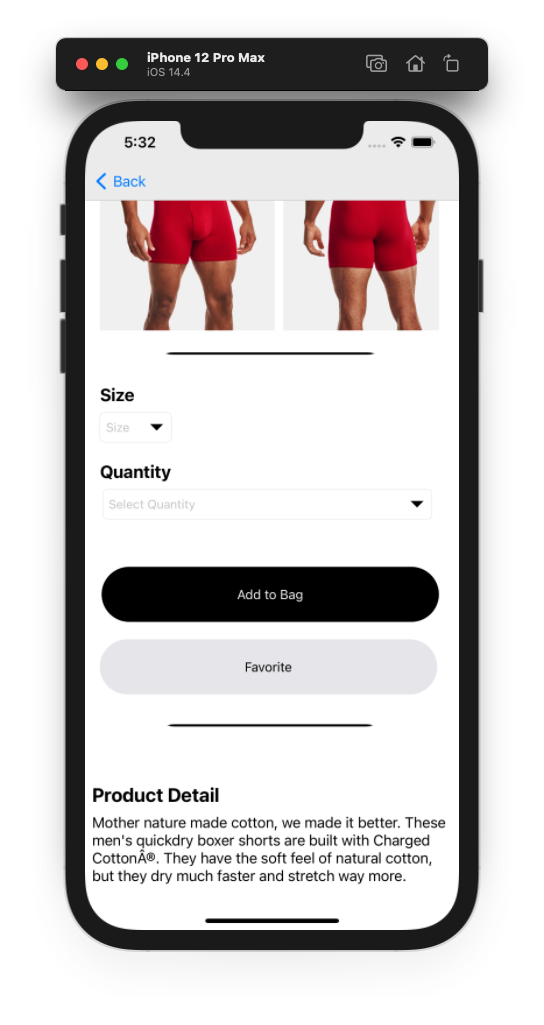 iPhone 12 Pro Max
iOS 14.4
5:32
Back
Size
Size
Quantity
Select Quantity
Add to Bag
Favorite
Product Detail
Mother nature made cotton, we made it better. These
men's quickdry boxer shorts are built with Charged
CottonÂ®. They have the soft feel of natural cotton,
but they dry much faster and stretch way more.